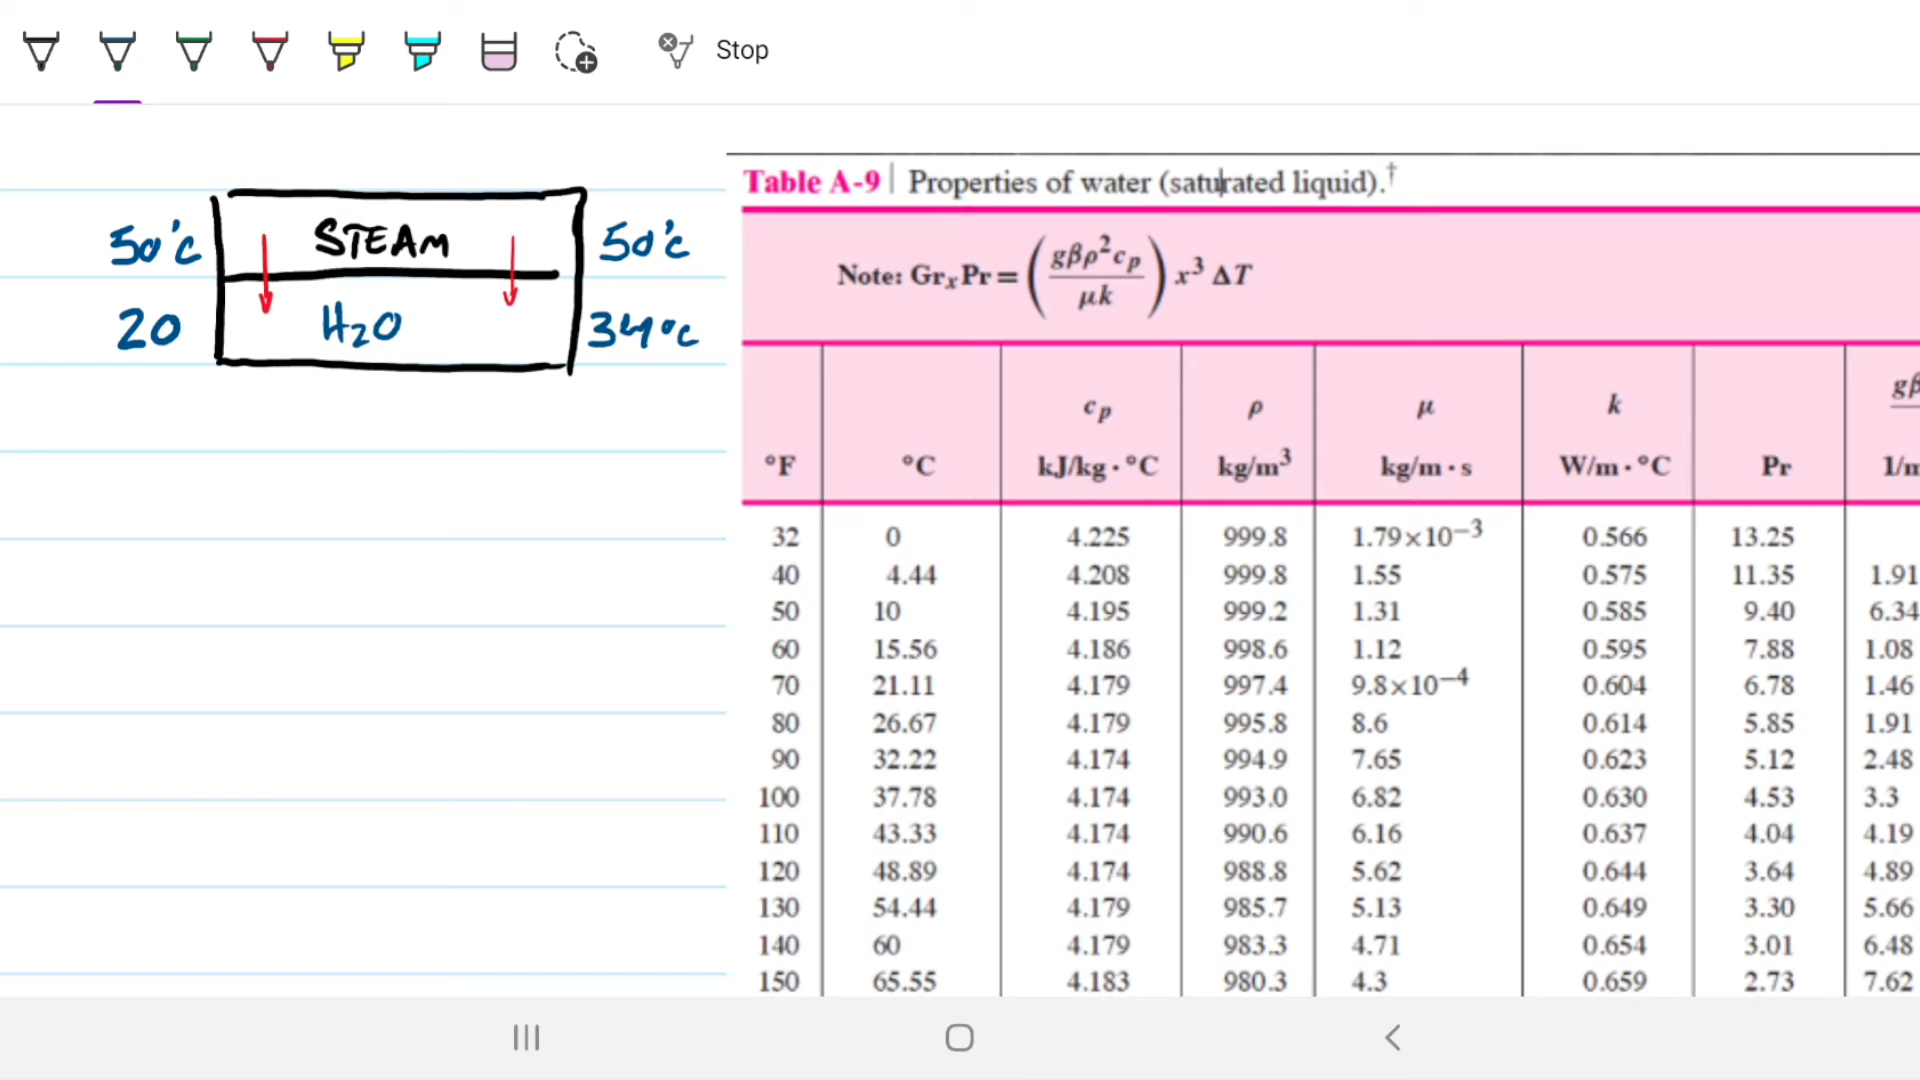 Stop
50°c STEAM 50°c
20 H2O 34°c
Table A-9 | Properties of water (saturated liquid).†
Note: GrₓPr = (gβρ²cp / μk) x³ ΔT
cp ρ μ k gβ
°F °C kJ/kg·°C kg/m³ kg/m·s W/m·°C Pr 1/m
32 0 4.225 999.8 1.79×10⁻³ 0.566 13.25
40 4.44 4.208 999.8 1.55 0.575 11.35 1.91
50 10 4.195 999.2 1.31 0.585 9.40 6.34
60 15.56 4.186 998.6 1.12 0.595 7.88 1.08
70 21.11 4.179 997.4 9.8×10⁻⁴ 0.604 6.78 1.46
80 26.67 4.179 995.8 8.6 0.614 5.85 1.91
90 32.22 4.174 994.9 7.65 0.623 5.12 2.48
100 37.78 4.174 993.0 6.82 0.630 4.53 3.3
110 43.33 4.174 990.6 6.16 0.637 4.04 4.19
120 48.89 4.174 988.8 5.62 0.644 3.64 4.89
130 54.44 4.179 985.7 5.13 0.649 3.30 5.66
140 60 4.179 983.3 4.71 0.654 3.01 6.48
150 65.55 4.183 980.3 4.3 0.659 2.73 7.62